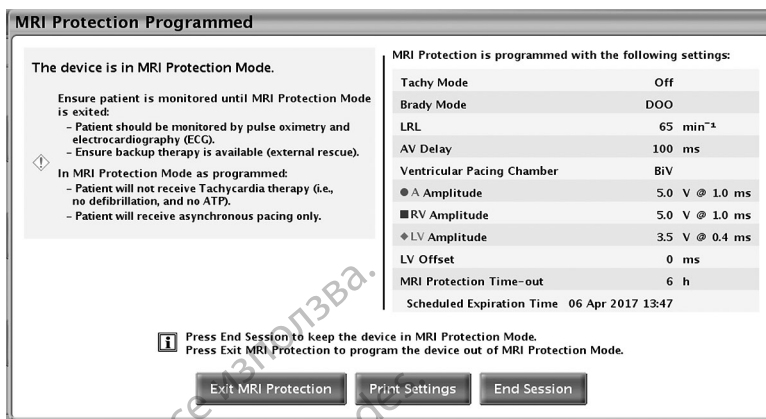 MRI Protection Programmed
The device is in MRI Protection Mode.
Ensure patient is monitored until MRI Protection Mode
is exited:
– Patient should be monitored by pulse oximetry and
electrocardiography (ECG).
– Ensure backup therapy is available (external rescue).
In MRI Protection Mode as programmed:
– Patient will not receive Tachycardia therapy (i.e.,
no defibrillation, and no ATP).
– Patient will receive asynchronous pacing only.
MRI Protection is programmed with the following settings:
Tachy Mode Off
Brady Mode DOO
LRL 65 min⁻¹
AV Delay 100 ms
Ventricular Pacing Chamber BiV
A Amplitude 5.0 V @ 1.0 ms
RV Amplitude 5.0 V @ 1.0 ms
LV Amplitude 3.5 V @ 0.4 ms
LV Offset 0 ms
MRI Protection Time-out 6 h
Scheduled Expiration Time 06 Apr 2017 13:47
Press End Session to keep the device in MRI Protection Mode.
Press Exit MRI Protection to program the device out of MRI Protection Mode.
Exit MRI Protection Print Settings End Session